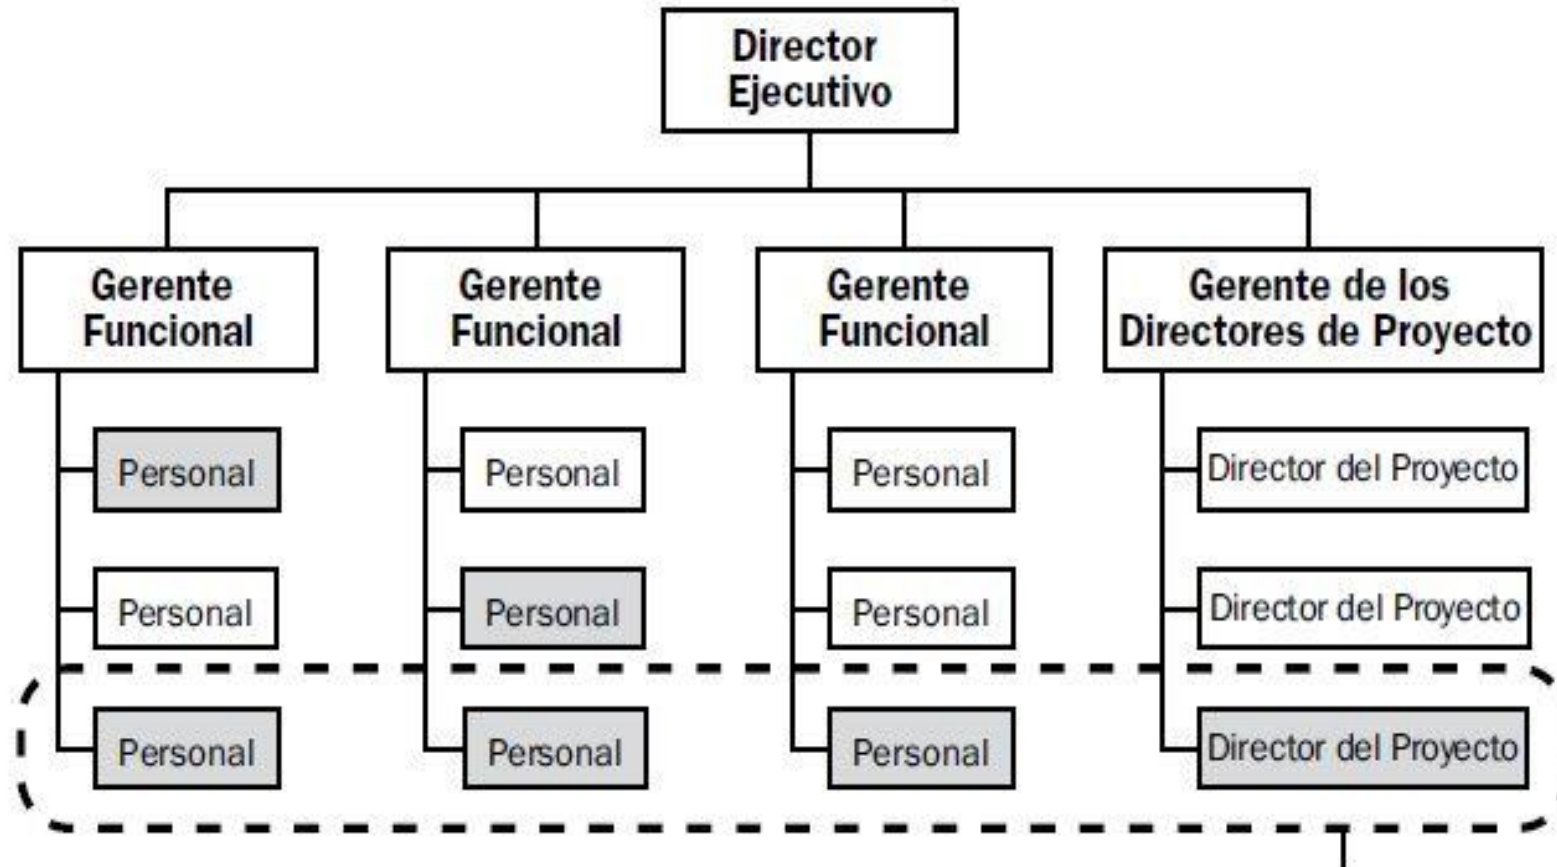 Director
Ejecutivo
Gerente
Funcional
Gerente
Funcional
Gerente
Funcional
Gerente de los
Directores de Proyecto
Personal
Personal
Personal
Director del Proyecto
Personal
Personal
Personal
Director del Proyecto
Personal
Personal
Personal
Director del Proyecto